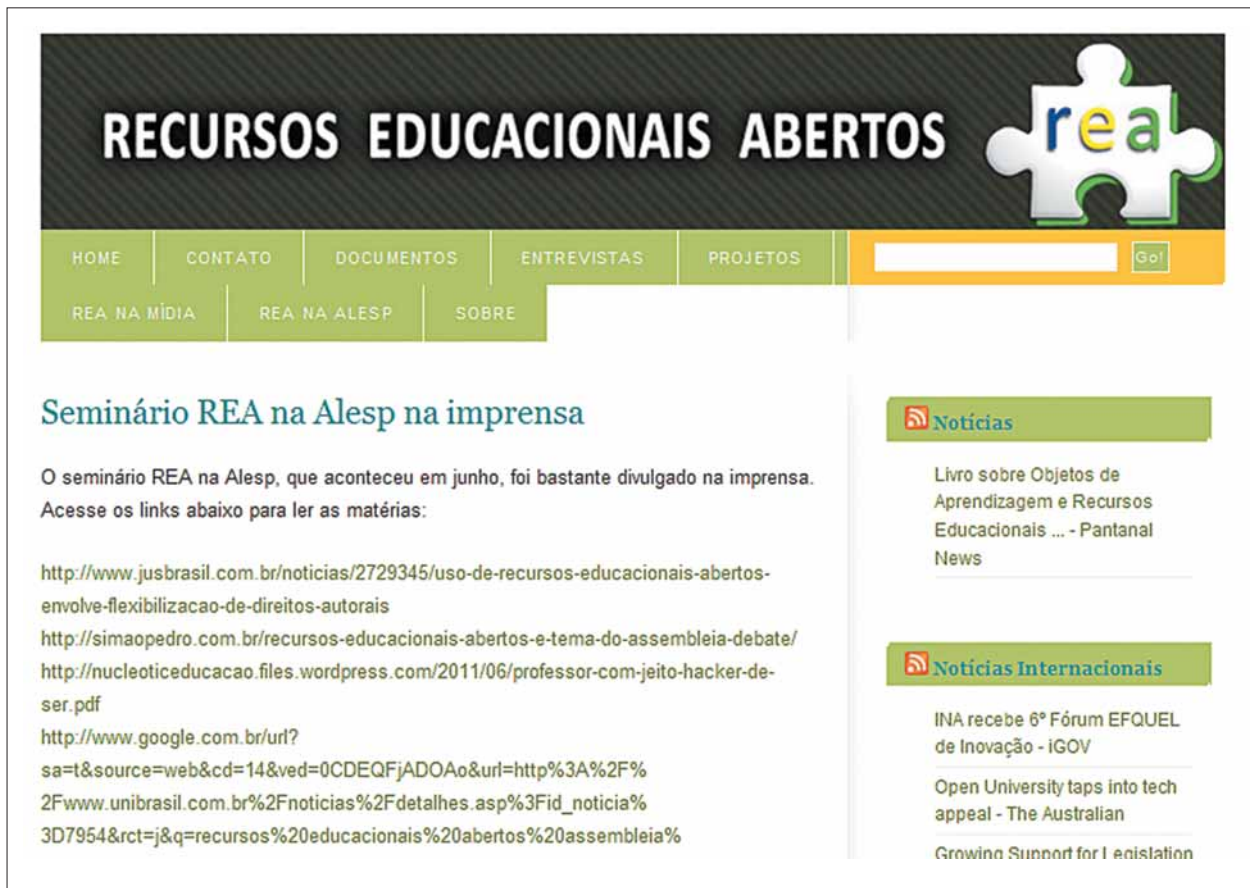 RECURSOS EDUCACIONAIS ABERTOS
rea
HOME CONTATO DOCUMENTOS ENTREVISTAS PROJETOS
Go!
REA NA MÍDIA REA NA ALESP SOBRE
Seminário REA na Alesp na imprensa
O seminário REA na Alesp, que aconteceu em junho, foi bastante divulgado na imprensa.
Acesse os links abaixo para ler as matérias:
http://www.jusbrasil.com.br/noticias/2729345/uso-de-recursos-educacionais-abertos-
envolve-flexibilizacao-de-direitos-autorais
http://simaopedro.com.br/recursos-educacionais-abertos-e-tema-do-assembleia-debate/
http://nucleoticeducacao.files.wordpress.com/2011/06/professor-com-jeito-hacker-de-
ser.pdf
http://www.google.com.br/url?
sa=t&source=web&cd=14&ved=0CDEQFjADOAo&url=http%3A%2F%
2Fwww.unibrasil.com.br%2Fnoticias%2Fdetalhes.asp%3Fid_noticia%
3D7954&rct=j&q=recursos%20educacionais%20abertos%20assembleia%
Notícias
Livro sobre Objetos de
Aprendizagem e Recursos
Educacionais ... - Pantanal
News
Notícias Internacionais
INA recebe 6º Fórum EFQUEL
de Inovação - iGOV
Open University taps into tech
appeal - The Australian
Growing Support for Legislation